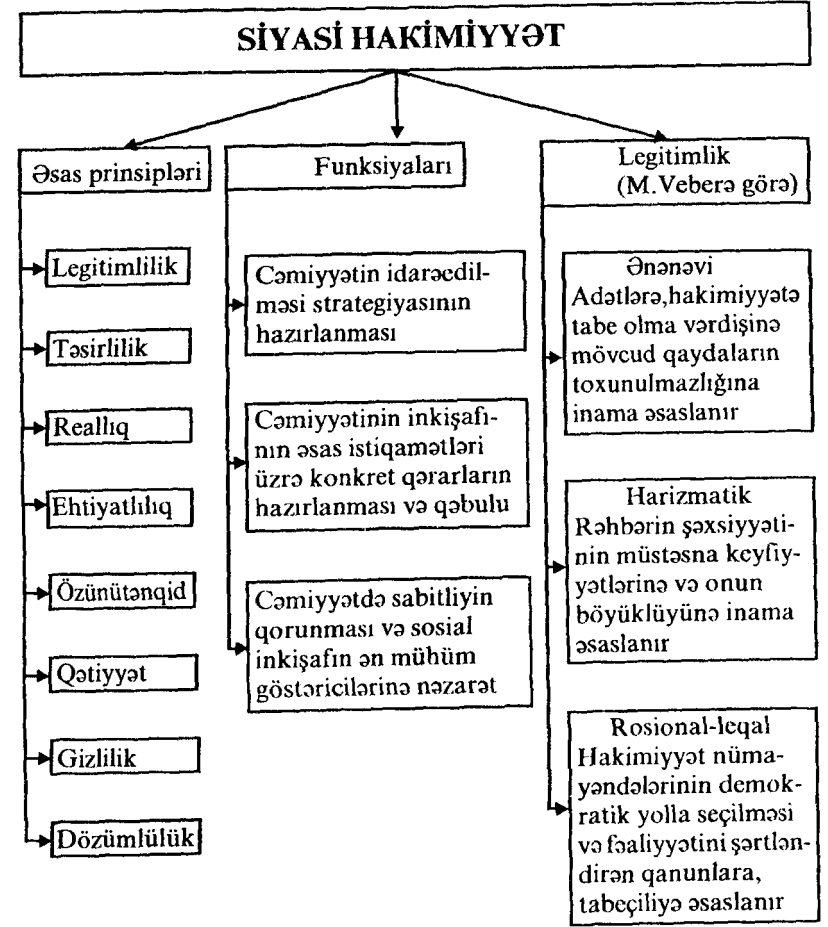 SİYASİ HAKİMİYYƏT
Əsas prinsipləri
Legitimlilik
Təsirlilik
Reallıq
Ehtiyatlılıq
Özünütənqid
Qətiyyət
Gizlilik
Dözümlülük
Funksiyaları
Cəmiyyətin idarəedil-
məsi strategiyasının
hazırlanması
Cəmiyyətinin inkişafı-
nın əsas istiqamətləri
üzrə konkret qərarların
hazırlanması və qəbulu
Cəmiyyətdə sabitliyin
qorunması və sosial
inkişafın ən mühüm
göstəricilərinə nəzarət
Legitimlik
(M.Veberə görə)
Ənənəvi
Adətlərə,hakimiyyətə
tabe olma vərdişinə
mövcud qaydaların
toxunulmazlığına
inama əsaslanır
Harizmatik
Rəhbərin şəxsiyyəti-
nin müstəsna keyfiy-
yətlərinə və onun
böyüklüyünə inama
əsaslanır
Rosional-leqal
Hakimiyyət nüma-
yəndələrinin demok-
ratik yolla seçilməsi
və fəaliyyətini şərtlən-
dirən qanunlara,
tabeçiliyə əsaslanır